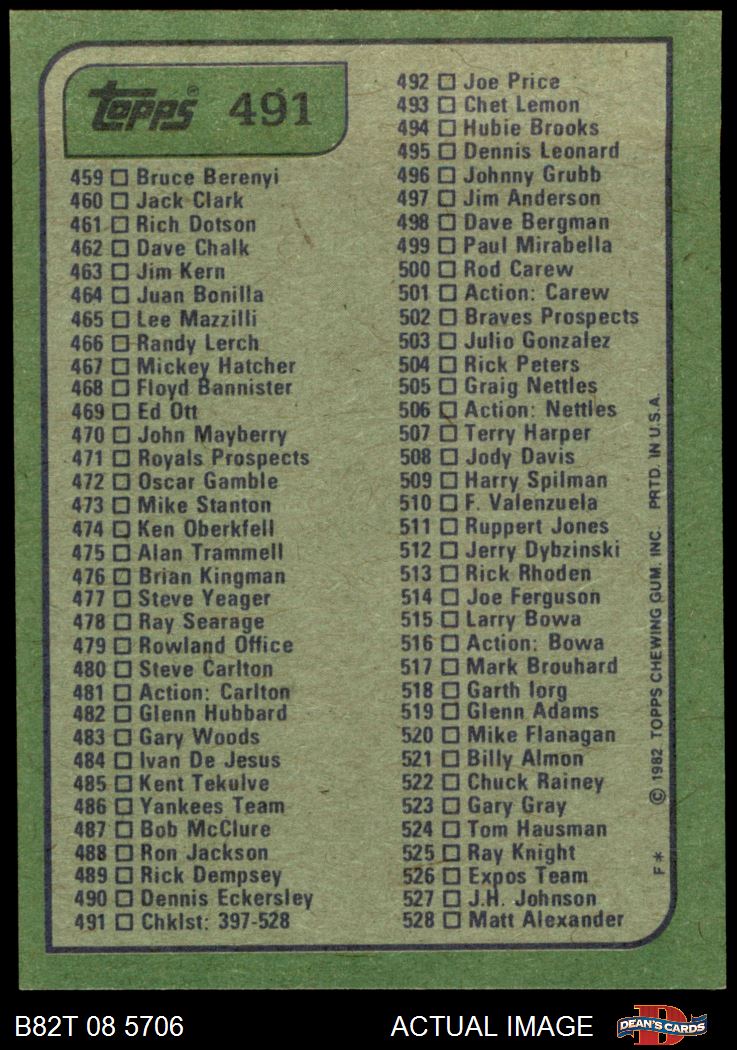 Topps® 491
459 Bruce Berenyi
460 Jack Clark
461 Rich Dotson
462 Dave Chalk
463 Jim Kern
464 Juan Bonilla
465 Lee Mazzilli
466 Randy Lerch
467 Mickey Hatcher
468 Floyd Bannister
469 Ed Ott
470 John Mayberry
471 Royals Prospects
472 Oscar Gamble
473 Mike Stanton
474 Ken Oberkfell
475 Alan Trammell
476 Brian Kingman
477 Steve Yeager
478 Ray Searage
479 Rowland Office
480 Steve Carlton
481 Action: Carlton
482 Glenn Hubbard
483 Gary Woods
484 Ivan De Jesus
485 Kent Tekulve
486 Yankees Team
487 Bob McClure
488 Ron Jackson
489 Rick Dempsey
490 Dennis Eckersley
491 Chklst: 397-528
492 Joe Price
493 Chet Lemon
494 Hubie Brooks
495 Dennis Leonard
496 Johnny Grubb
497 Jim Anderson
498 Dave Bergman
499 Paul Mirabella
500 Rod Carew
501 Action: Carew
502 Braves Prospects
503 Julio Gonzalez
504 Rick Peters
505 Graig Nettles
506 Action: Nettles
507 Terry Harper
508 Jody Davis
509 Harry Spilman
510 F. Valenzuela
511 Ruppert Jones
512 Jerry Dybzinski
513 Rick Rhoden
514 Joe Ferguson
515 Larry Bowa
516 Action: Bowa
517 Mark Brouhard
518 Garth Iorg
519 Glenn Adams
520 Mike Flanagan
521 Billy Almon
522 Chuck Rainey
523 Gary Gray
524 Tom Hausman
525 Ray Knight
526 Expos Team
527 J.H. Johnson
528 Matt Alexander
F* © 1982 TOPPS CHEWING GUM. INC. PRTD. IN U.S.A.
B82T 08 5706 ACTUAL IMAGE DEAN'S CARDS